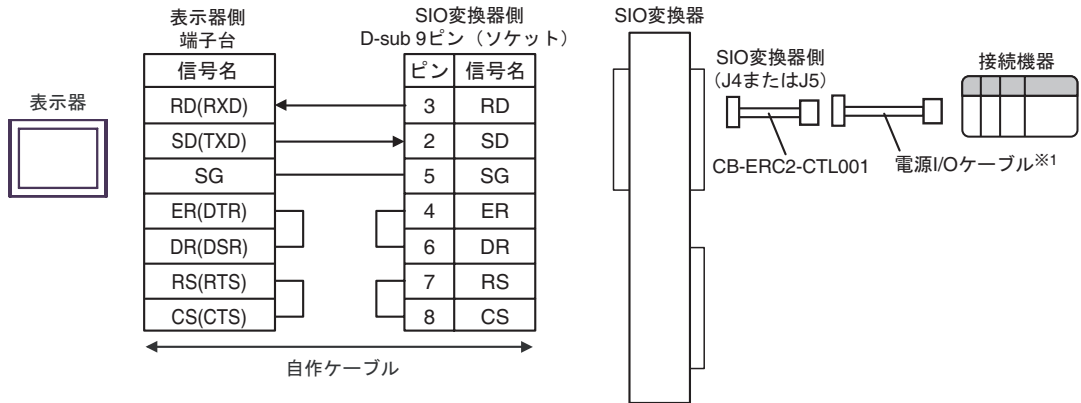 表示器側
端子台
SIO変換器側
D-sub 9ピン（ソケット）
SIO変換器
信号名
ピン 信号名
RD(RXD) 3 RD
SD(TXD) 2 SD
SG 5 SG
ER(DTR) 4 ER
DR(DSR) 6 DR
RS(RTS) 7 RS
CS(CTS) 8 CS
表示器
自作ケーブル
SIO変換器側
（J4またはJ5）
接続機器
CB-ERC2-CTL001
電源I/Oケーブル※1